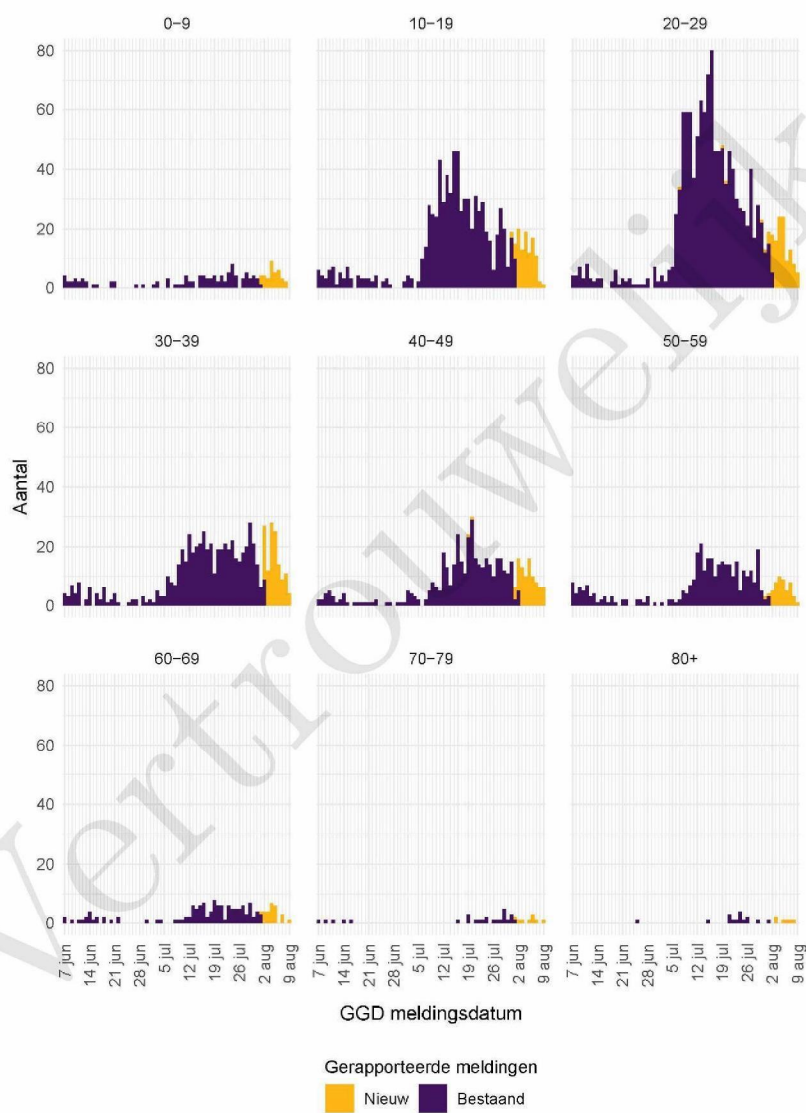 0-9 10-19 20-29
80
60
40
20
0
30-39 40-49 50-59
80
60
40
20
0
Aantal
60-69 70-79 80+
80
60
40
20
0
7 jun 14 jun 21 jun 28 jun 5 jul 12 jul 19 jul 26 jul 2 aug 9 aug 7 jun 14 jun 21 jun 28 jun 5 jul 12 jul 19 jul 26 jul 2 aug 9 aug 7 jun 14 jun 21 jun 28 jun 5 jul 12 jul 19 jul 26 jul 2 aug 9 aug
GGD meldingsdatum
Gerapporteerde meldingen
Nieuw Bestaand
Vertrouwelijk